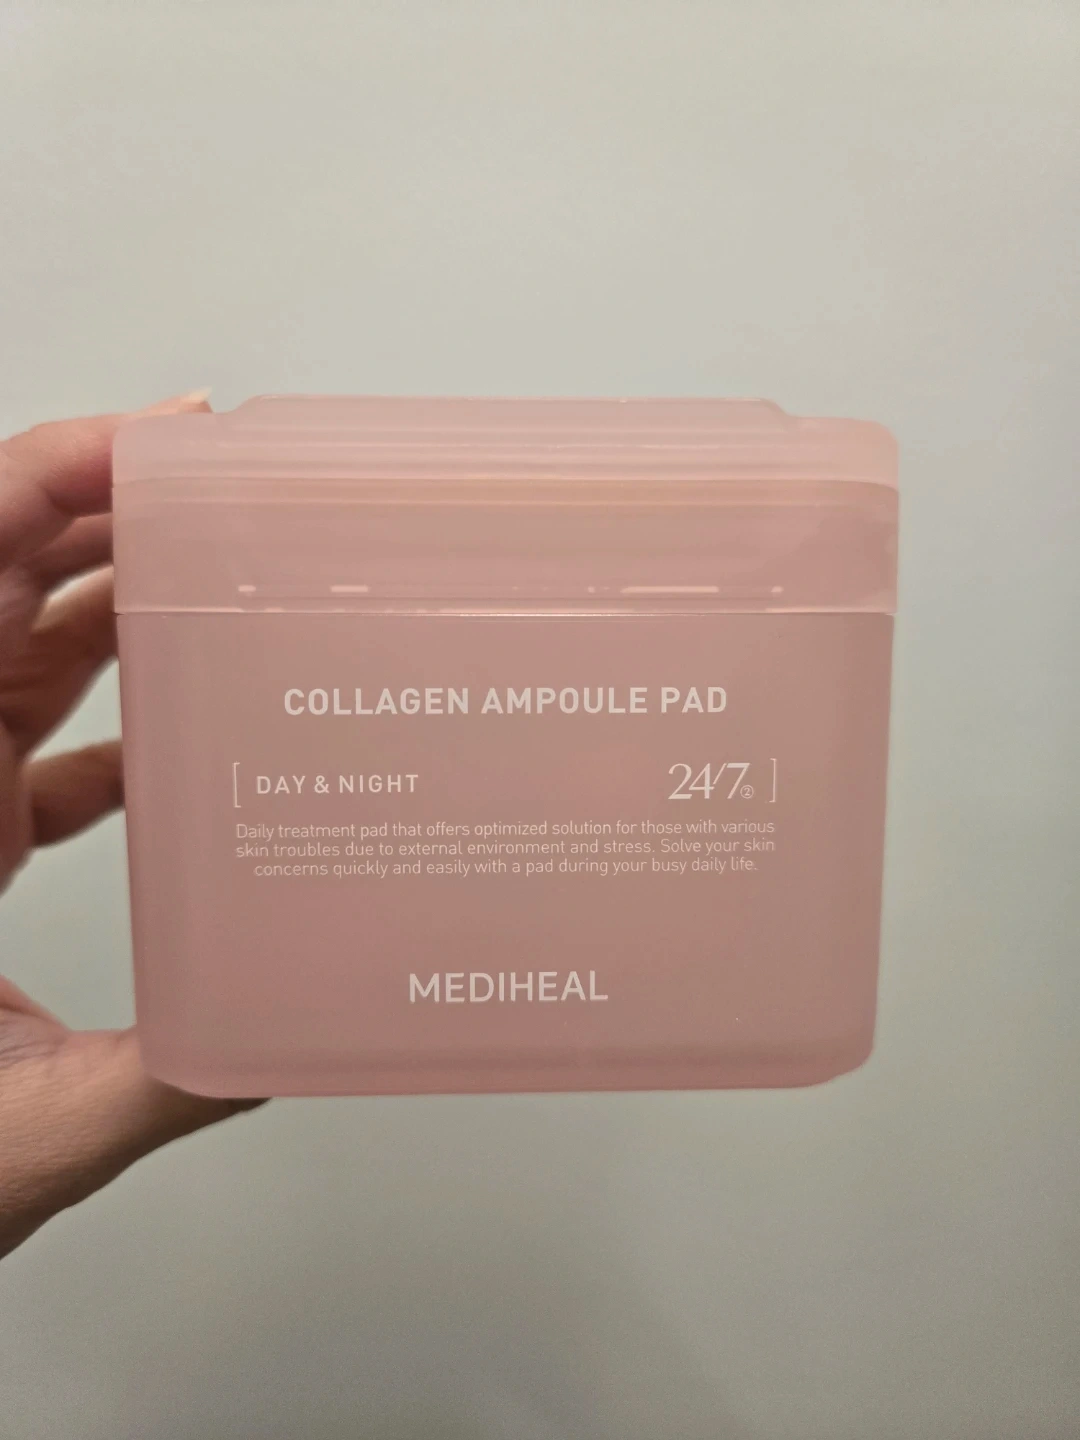 COLLAGEN AMPOULE PAD
[ DAY & NIGHT 24/7② ]
Daily treatment pad that offers optimized solution for those with various
skin troubles due to external environment and stress. Solve your skin
concerns quickly and easily with a pad during your busy daily life.
MEDIHEAL